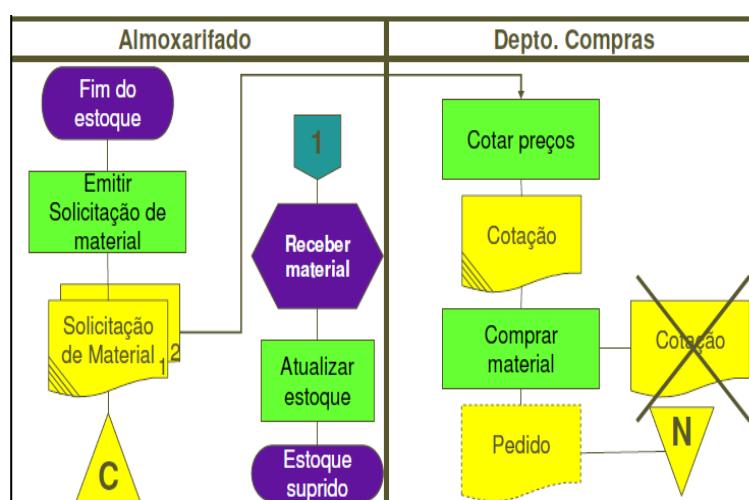 Almoxarifado
Depto. Compras
Fim do
estoque
Emitir
Solicitação de
material
Solicitação
de Material
1
2
C
1
Receber
material
Atualizar
estoque
Estoque
suprido
Cotar preços
Cotação
Comprar
material
Cotação
Pedido
N